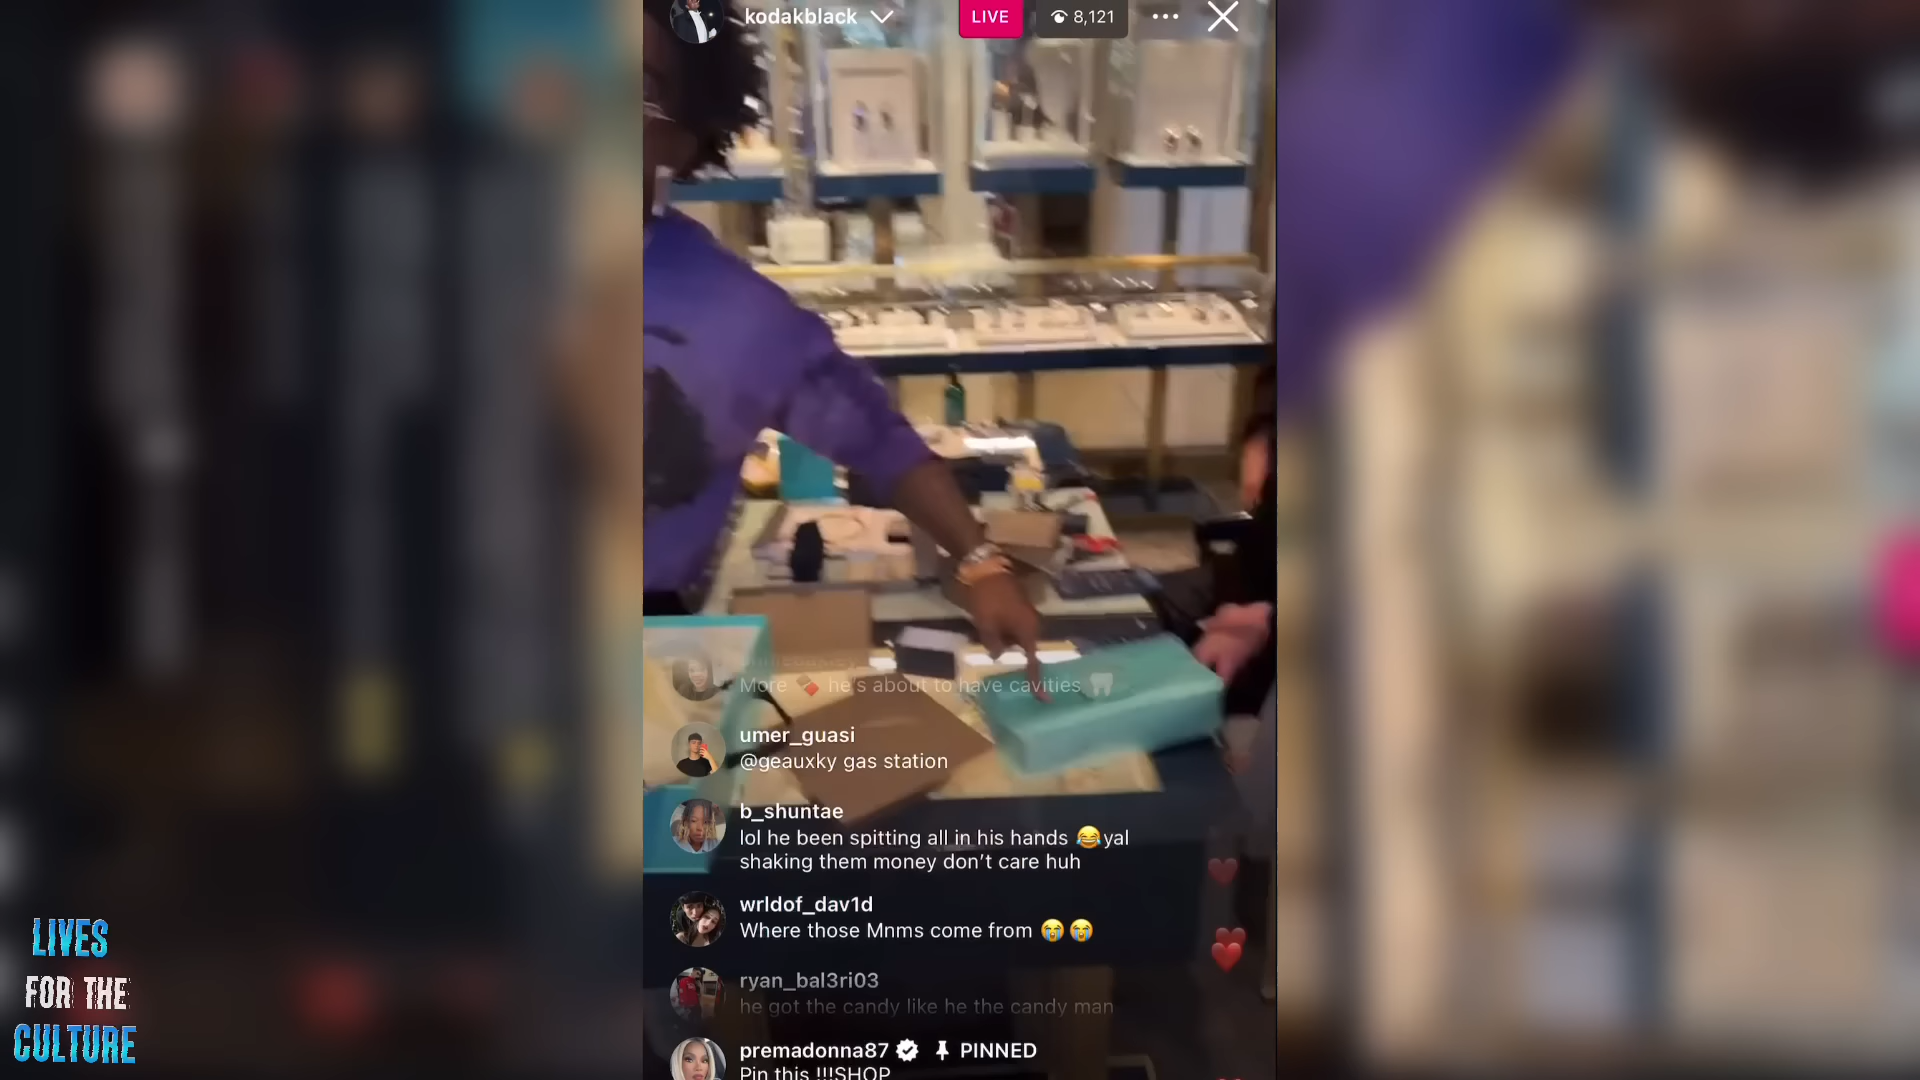 kodakblack
LIVE
8,121
More 🍫 he's about to have cavities 🦷
umer_guasi
@geauxky gas station
b_shuntae
lol he been spitting all in his hands 😂yal
shaking them money don't care huh
wrldof_dav1d
Where those Mnms come from 😭😭
ryan_bal3ri03
he got the candy like he the candy man
premadonna87 PINNED
Pin this !!!SHOP
LIVES
FOR THE
CULTURE